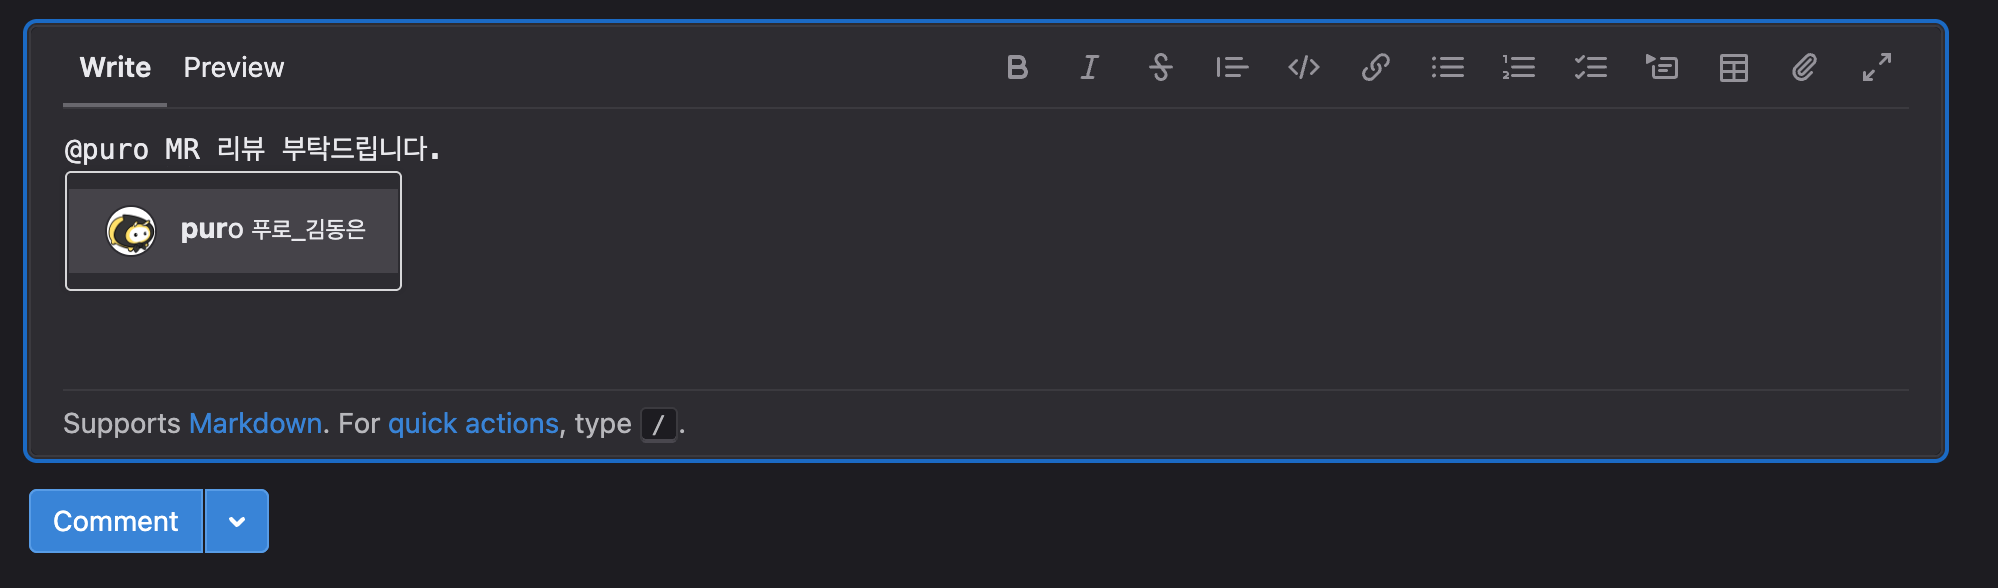 Write Preview
@puro MR 리뷰 부탁드립니다.
puro 푸로_김동은
Supports Markdown. For quick actions, type /.
Comment